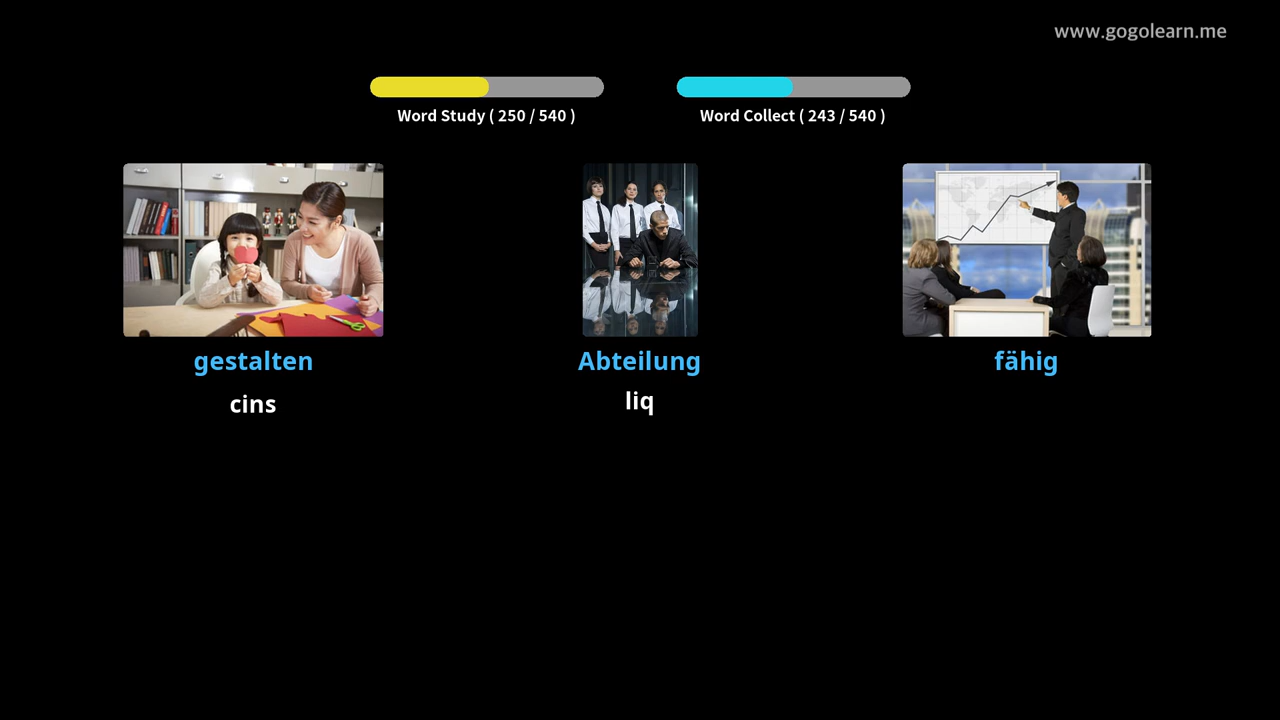 www.gogolearn.me
Word Study ( 250 / 540 )
Word Collect ( 243 / 540 )
gestalten
Abteilung
fähig
cins
liq